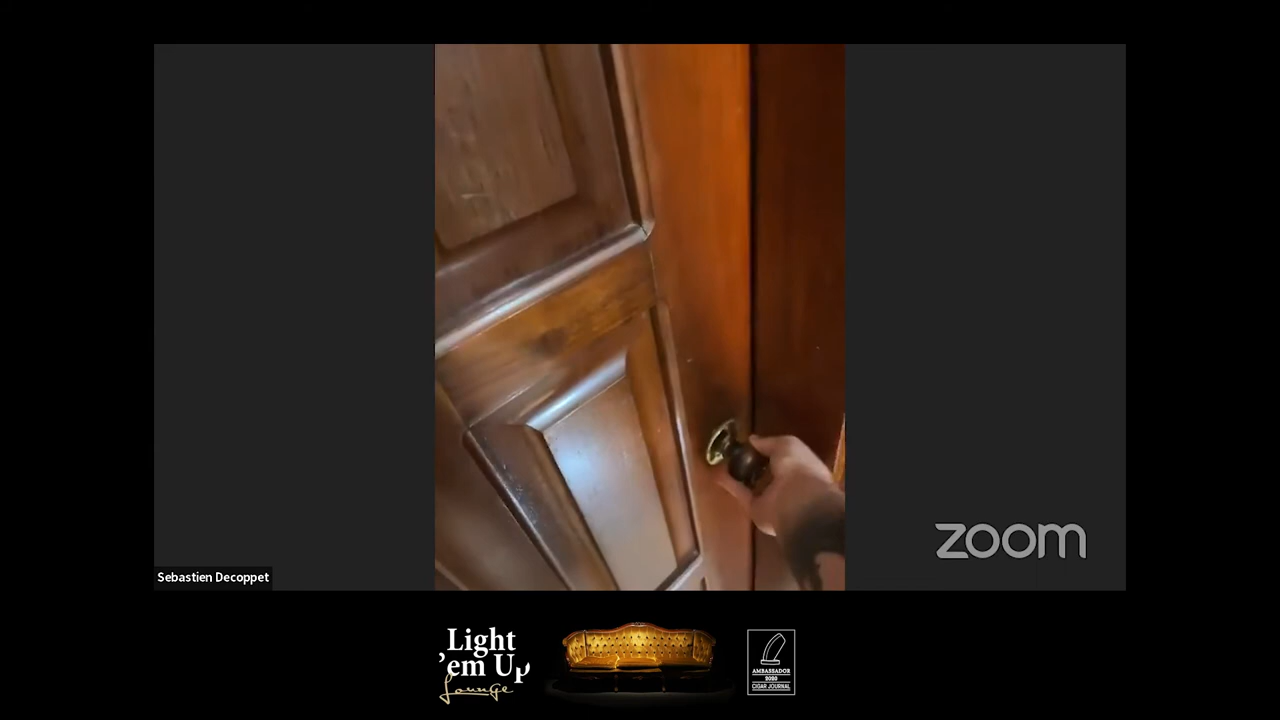 zoom
Sebastien Decoppet
Light
'em Up
Lounge
AMBASSADOR
2020
CIGAR JOURNAL